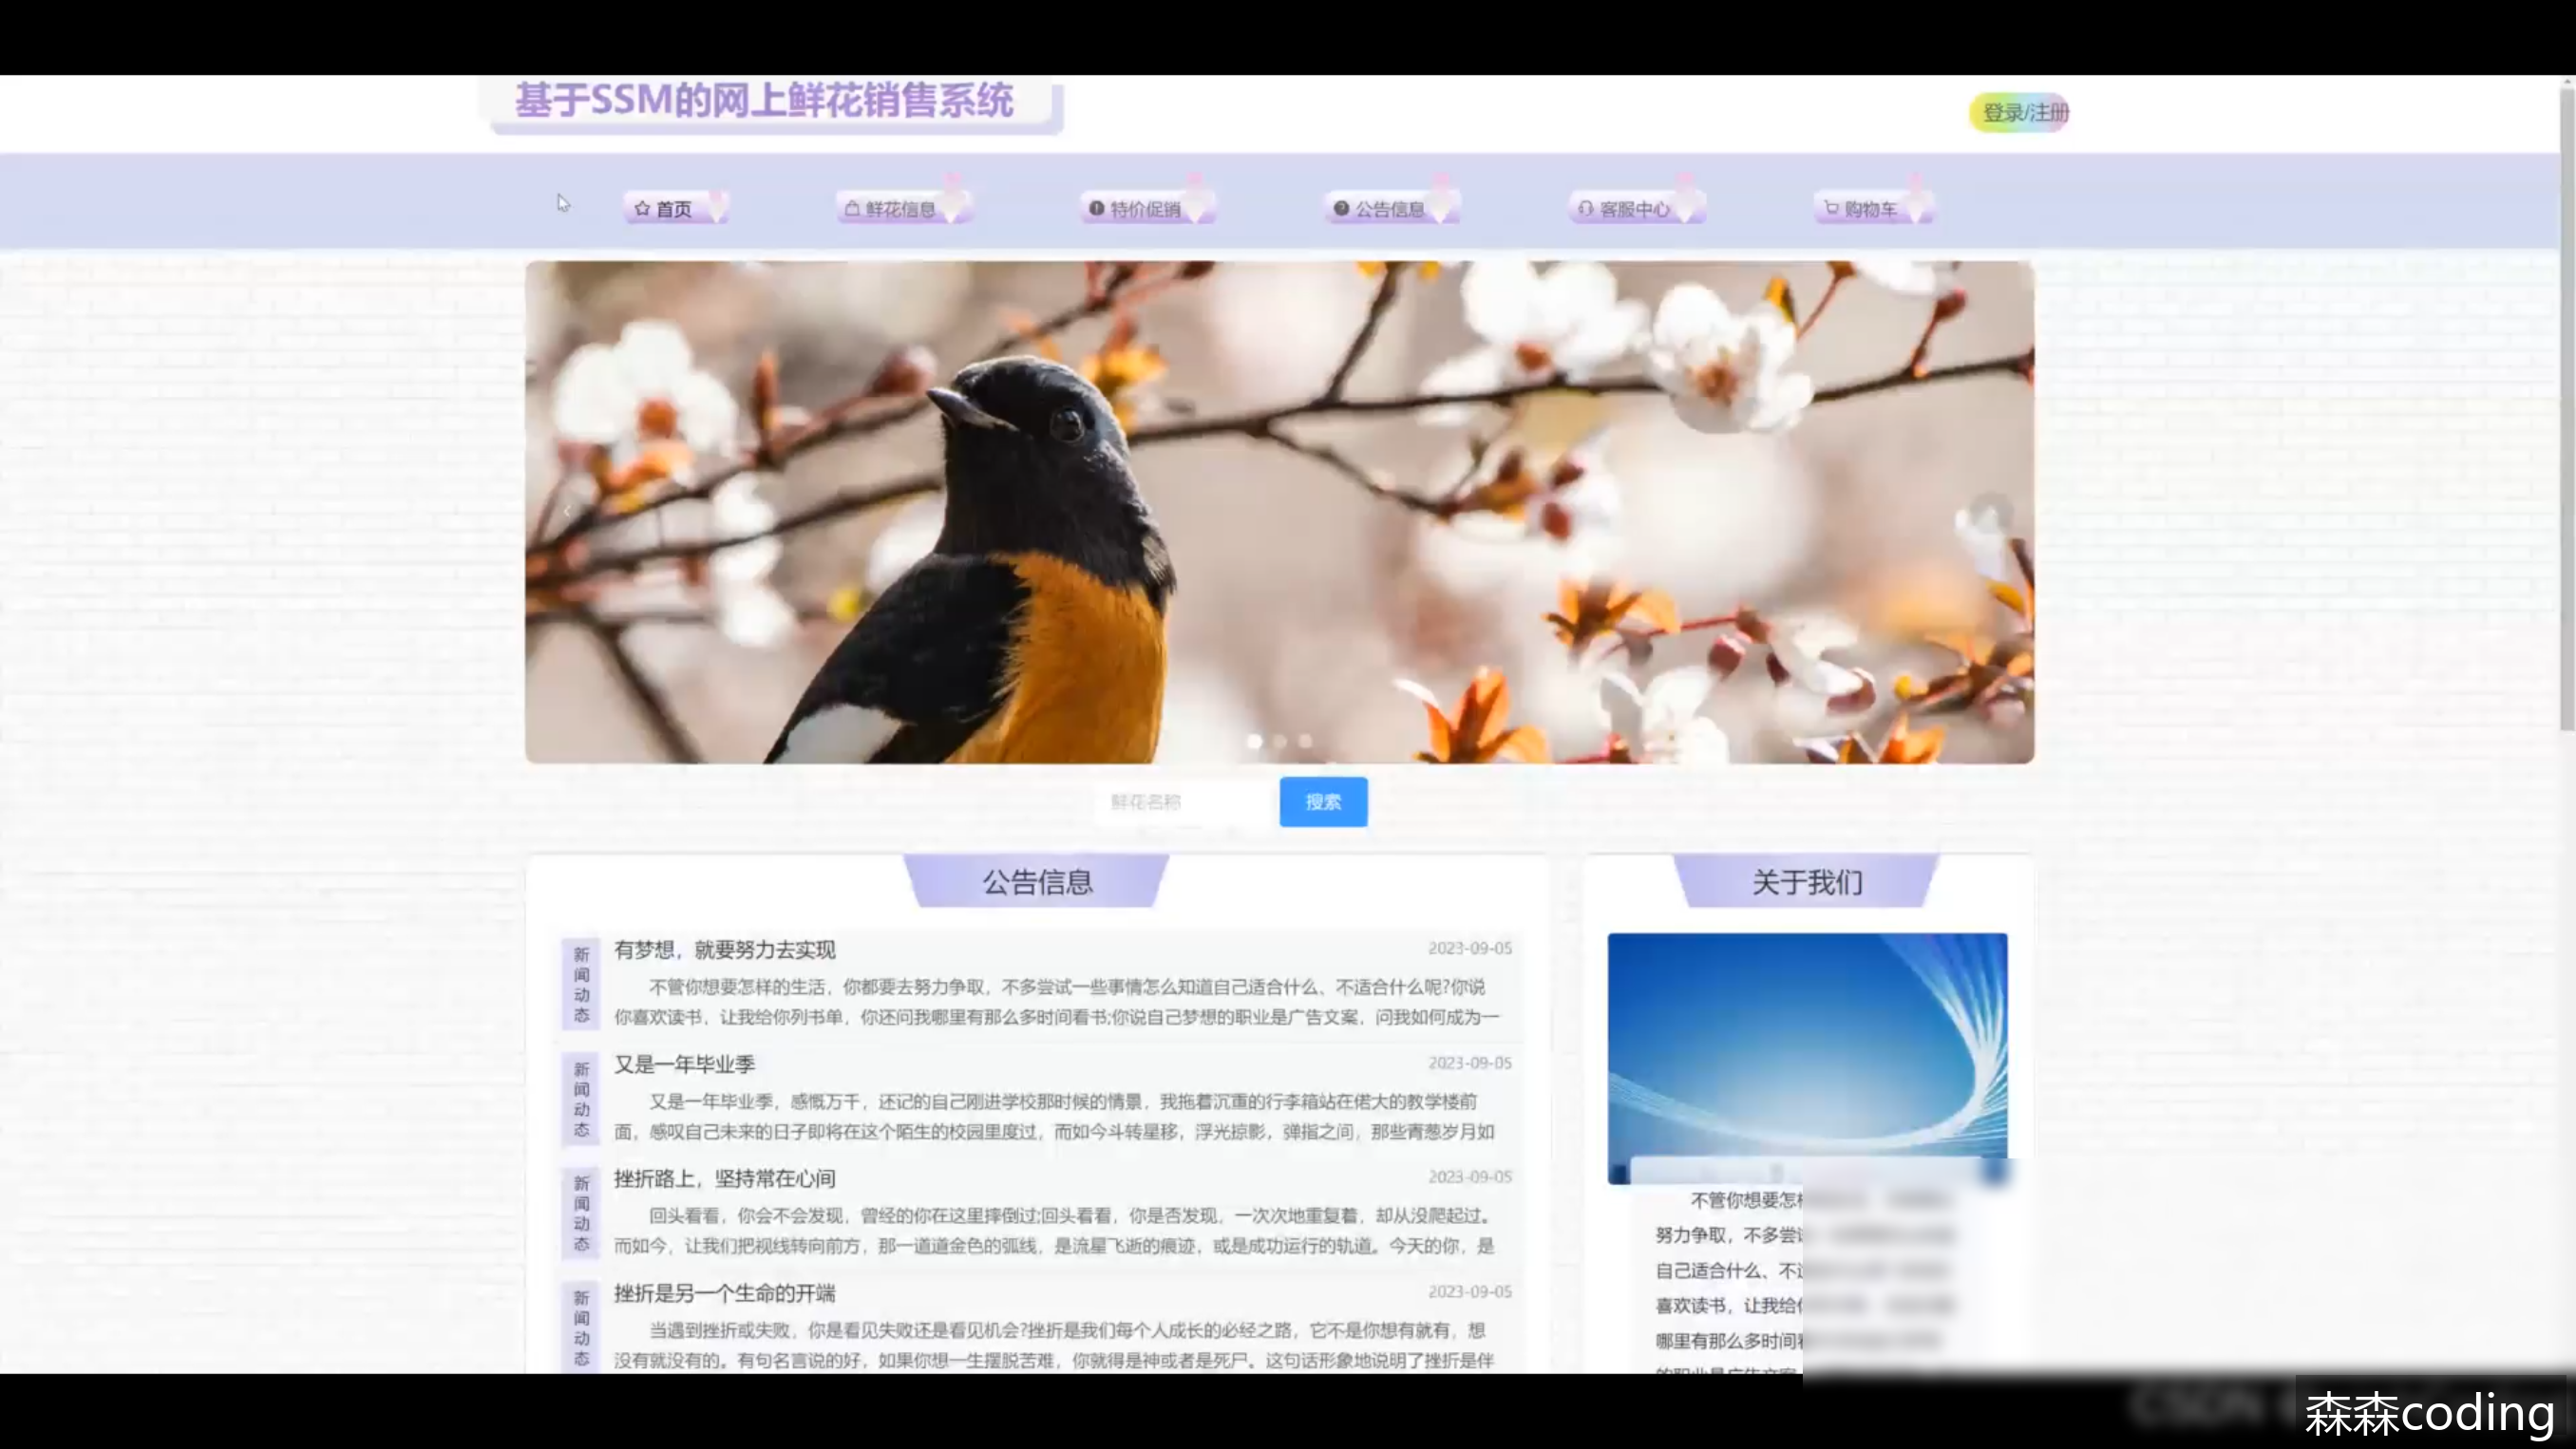 基于SSM的网上鲜花销售系统
登录/注册
首页
鲜花信息
特价促销
公告信息
客服中心
购物车
鲜花名称
搜索
公告信息
新闻动态
有梦想，就要努力去实现
2023-09-05
不管你想要怎样的生活，你都要去努力争取，不多尝试一些事情怎么知道自己适合什么、不适合什么呢?你说
你喜欢读书，让我给你列书单，你还问我哪里有那么多时间看书;你说自己梦想的职业是广告文案，问我如何成为一
新闻动态
又是一年毕业季
2023-09-05
又是一年毕业季，感慨万千，还记的自己刚进学校那时候的情景，我拖着沉重的行李箱站在偌大的教学楼前
面，感叹自己未来的日子即将在这个陌生的校园里度过，而如今斗转星移，浮光掠影，弹指之间，那些青葱岁月如
新闻动态
挫折路上，坚持常在心间
2023-09-05
回头看看，你会不会发现，曾经的你在这里摔倒过;回头看看，你是否发现，一次次地重复着，却从没爬起过。
而如今，让我们把视线转向前方，那一道道金色的弧线，是流星飞逝的痕迹，或是成功运行的轨道。今天的你，是
新闻动态
挫折是另一个生命的开端
2023-09-05
当遇到挫折或失败，你是看见失败还是看见机会?挫折是我们每个人成长的必经之路，它不是你想有就有，想
没有就没有的。有句名言说的好，如果你想一生摆脱苦难，你就得是神或者是死尸。这句话形象地说明了挫折是伴
关于我们
不管你想要怎
努力争取，不多尝
自己适合什么、不
喜欢读书，让我给
哪里有那么多时间
的职业是广告文案
森森coding